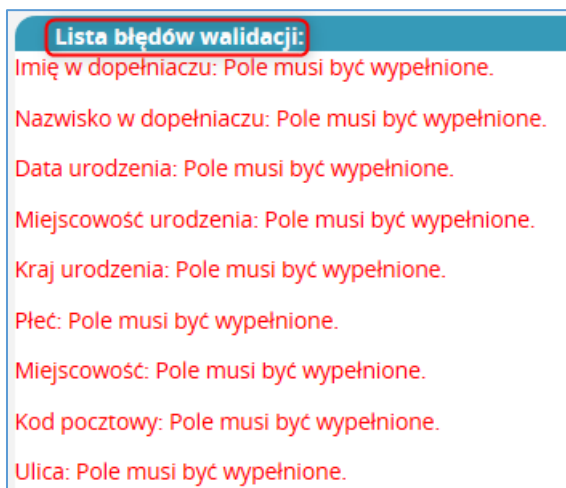 Lista błędów walidacji:
Imię w dopełniaczu: Pole musi być wypełnione.
Nazwisko w dopełniaczu: Pole musi być wypełnione.
Data urodzenia: Pole musi być wypełnione.
Miejscowość urodzenia: Pole musi być wypełnione.
Kraj urodzenia: Pole musi być wypełnione.
Płeć: Pole musi być wypełnione.
Miejscowość: Pole musi być wypełnione.
Kod pocztowy: Pole musi być wypełnione.
Ulica: Pole musi być wypełnione.